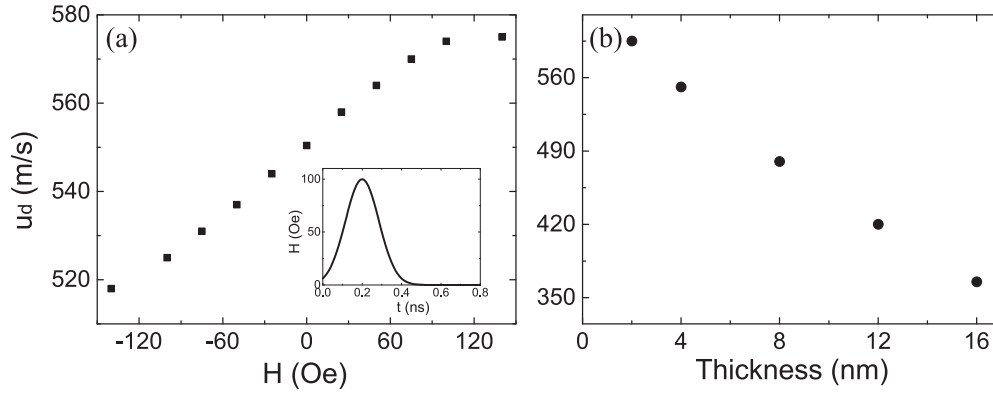 (a)
580
560
540
520
ud (m/s)
-120 -60 0 60 120
H (Oe)
100
50
0
H (Oe)
0.0 0.2 0.4 0.6 0.8
t (ns)
(b)
560
490
420
350
0 4 8 12 16
Thickness (nm)